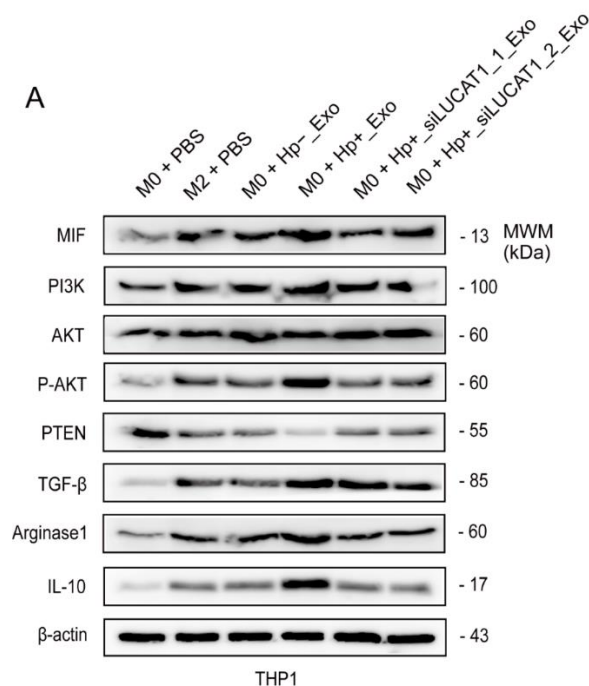 A
M0 + PBS
M2 + PBS
M0 + Hp−_Exo
M0 + Hp+_Exo
M0 + Hp+_siLUCAT1_1_Exo
M0 + Hp+_siLUCAT1_2_Exo
MIF - 13 MWM
(kDa)
PI3K - 100
AKT - 60
P-AKT - 60
PTEN - 55
TGF-β - 85
Arginase1 - 60
IL-10 - 17
β-actin - 43
THP1